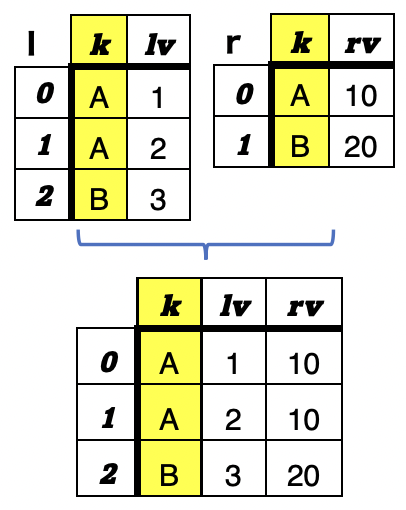 l k lv
0 A 1
1 A 2
2 B 3
r k rv
0 A 10
1 B 20
k lv rv
0 A 1 10
1 A 2 10
2 B 3 20